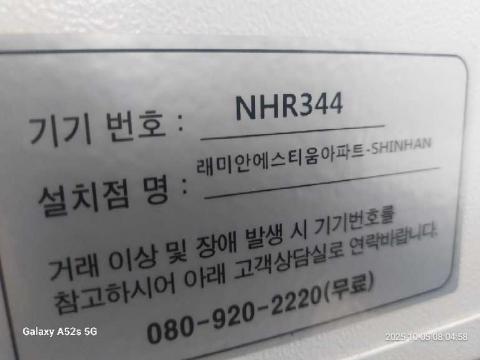 기기 번호 : NHR344
설치점 명 : 래미안에스티움아파트-SHINHAN
거래 이상 및 장애 발생 시 기기번호를
참고하시어 아래 고객상담실로 연락바랍니다.
080-920-2220(무료)
Galaxy A52s 5G
2025-10-05 08:04:58